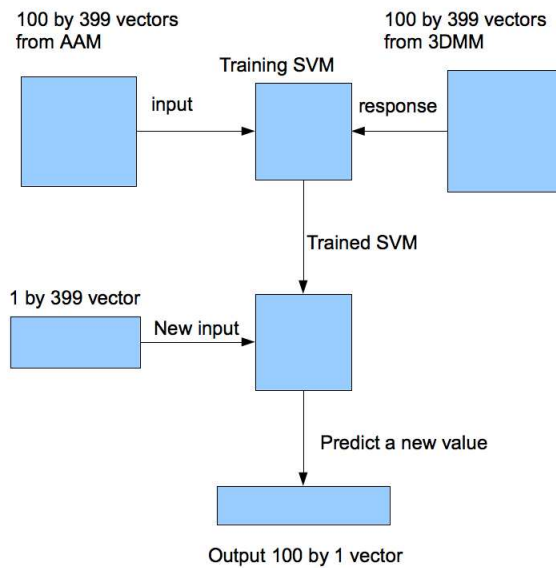 100 by 399 vectors
from AAM
100 by 399 vectors
from 3DMM
Training SVM
input
response
Trained SVM
1 by 399 vector
New input
Predict a new value
Output 100 by 1 vector